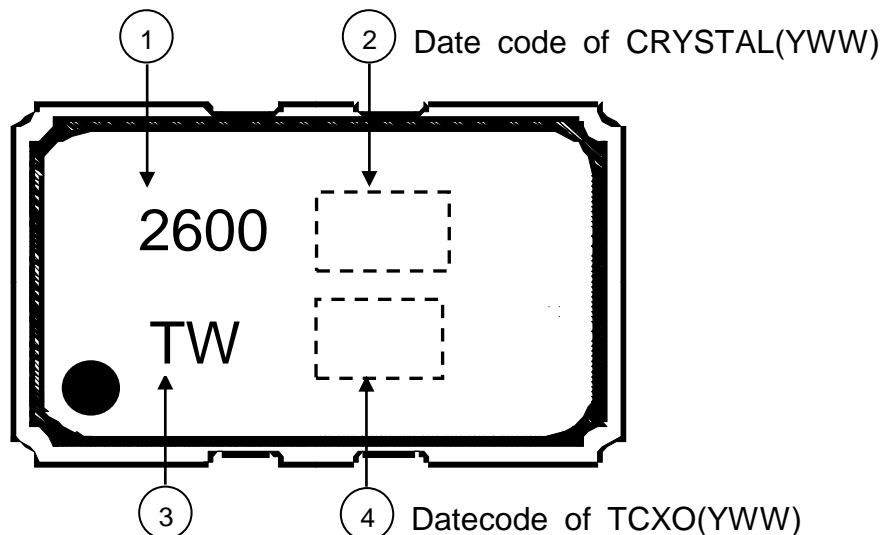 1
2 Date code of CRYSTAL(YWW)
2600
TW
3
4 Datecode of TCXO(YWW)